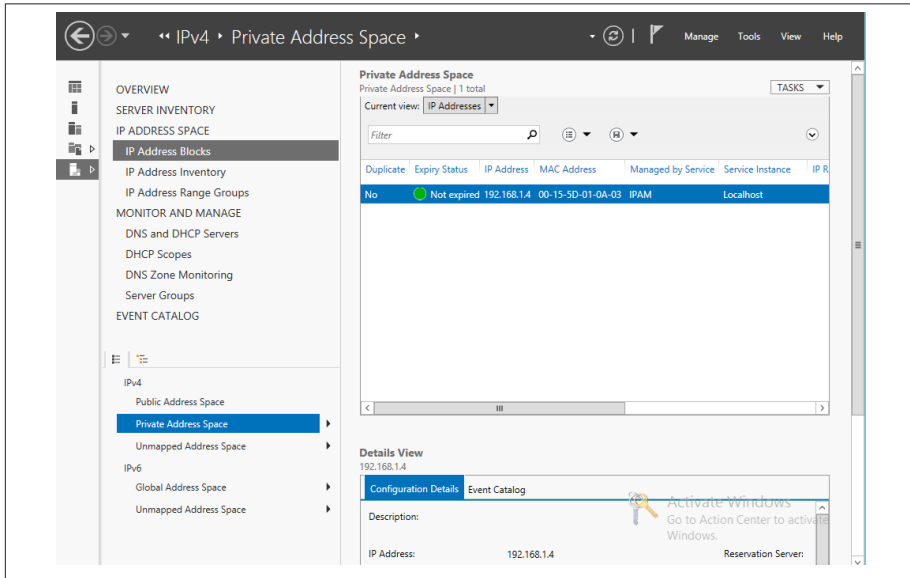 IPv4 Private Address Space
Manage Tools View Help
OVERVIEW
SERVER INVENTORY
IP ADDRESS SPACE
IP Address Blocks
IP Address Inventory
IP Address Range Groups
MONITOR AND MANAGE
DNS and DHCP Servers
DHCP Scopes
DNS Zone Monitoring
Server Groups
EVENT CATALOG
IPv4
Public Address Space
Private Address Space
Unmapped Address Space
IPv6
Global Address Space
Unmapped Address Space
Private Address Space
Private Address Space | 1 total
TASKS
Current view: IP Addresses
Filter
Duplicate Expiry Status IP Address MAC Address Managed by Service Service Instance IP R
No Not expired 192.168.1.4 00-15-5D-01-0A-03 IPAM Localhost
Details View
192.168.1.4
Configuration Details Event Catalog
Description:
IP Address: 192.168.1.4 Reservation Server:
Activate Windows
Go to Action Center to activate
Windows.